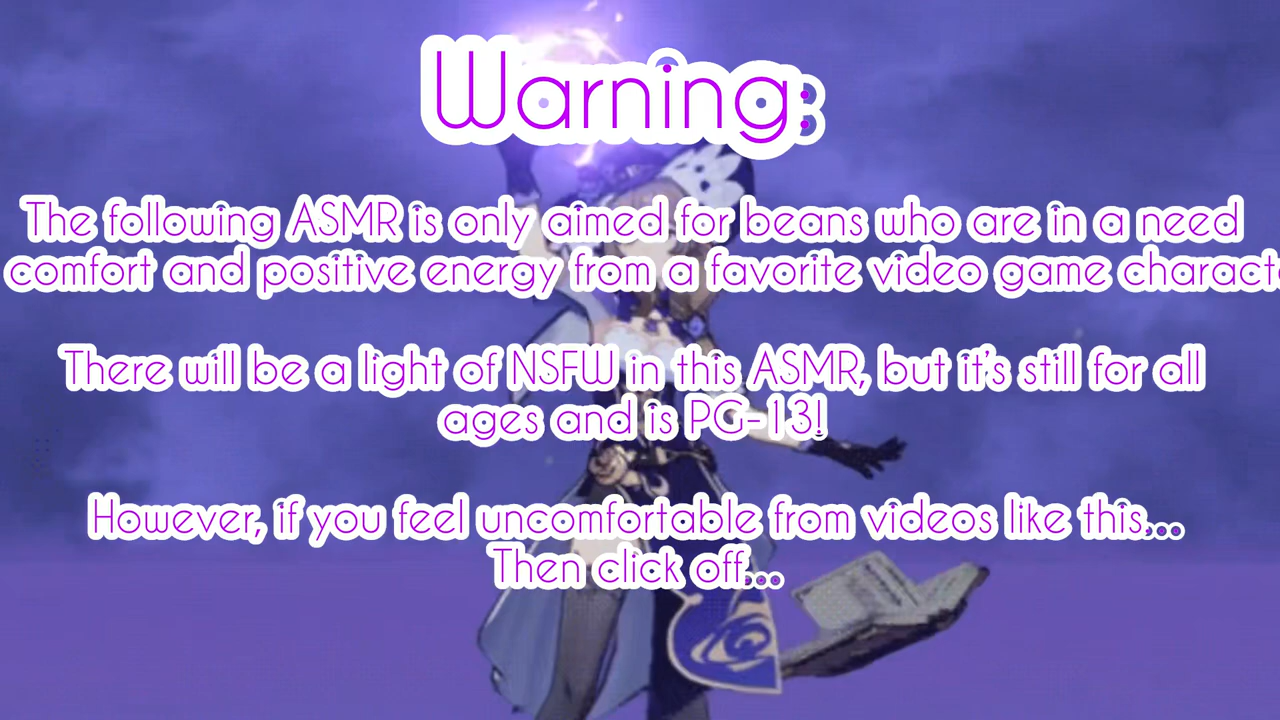 Warning:
The following ASMR is only aimed for beans who are in a need
comfort and positive energy from a favorite video game
There will be a light of NSFW in this ASMR, but it's still for all
ages and is PG-13!
However, if you feel uncomfortable from videos like this...
Then click off...